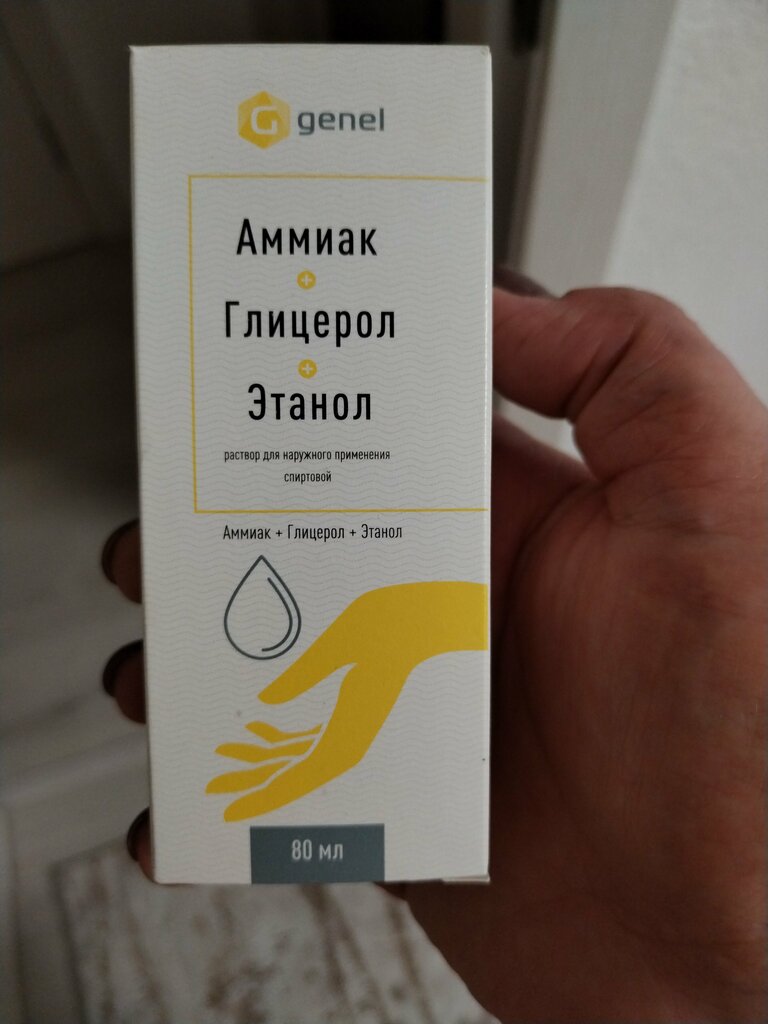 G genel
Аммиак
+
Глицерол
+
Этанол
раствор для наружного применения
спиртовой
Аммиак + Глицерол + Этанол
80 мл